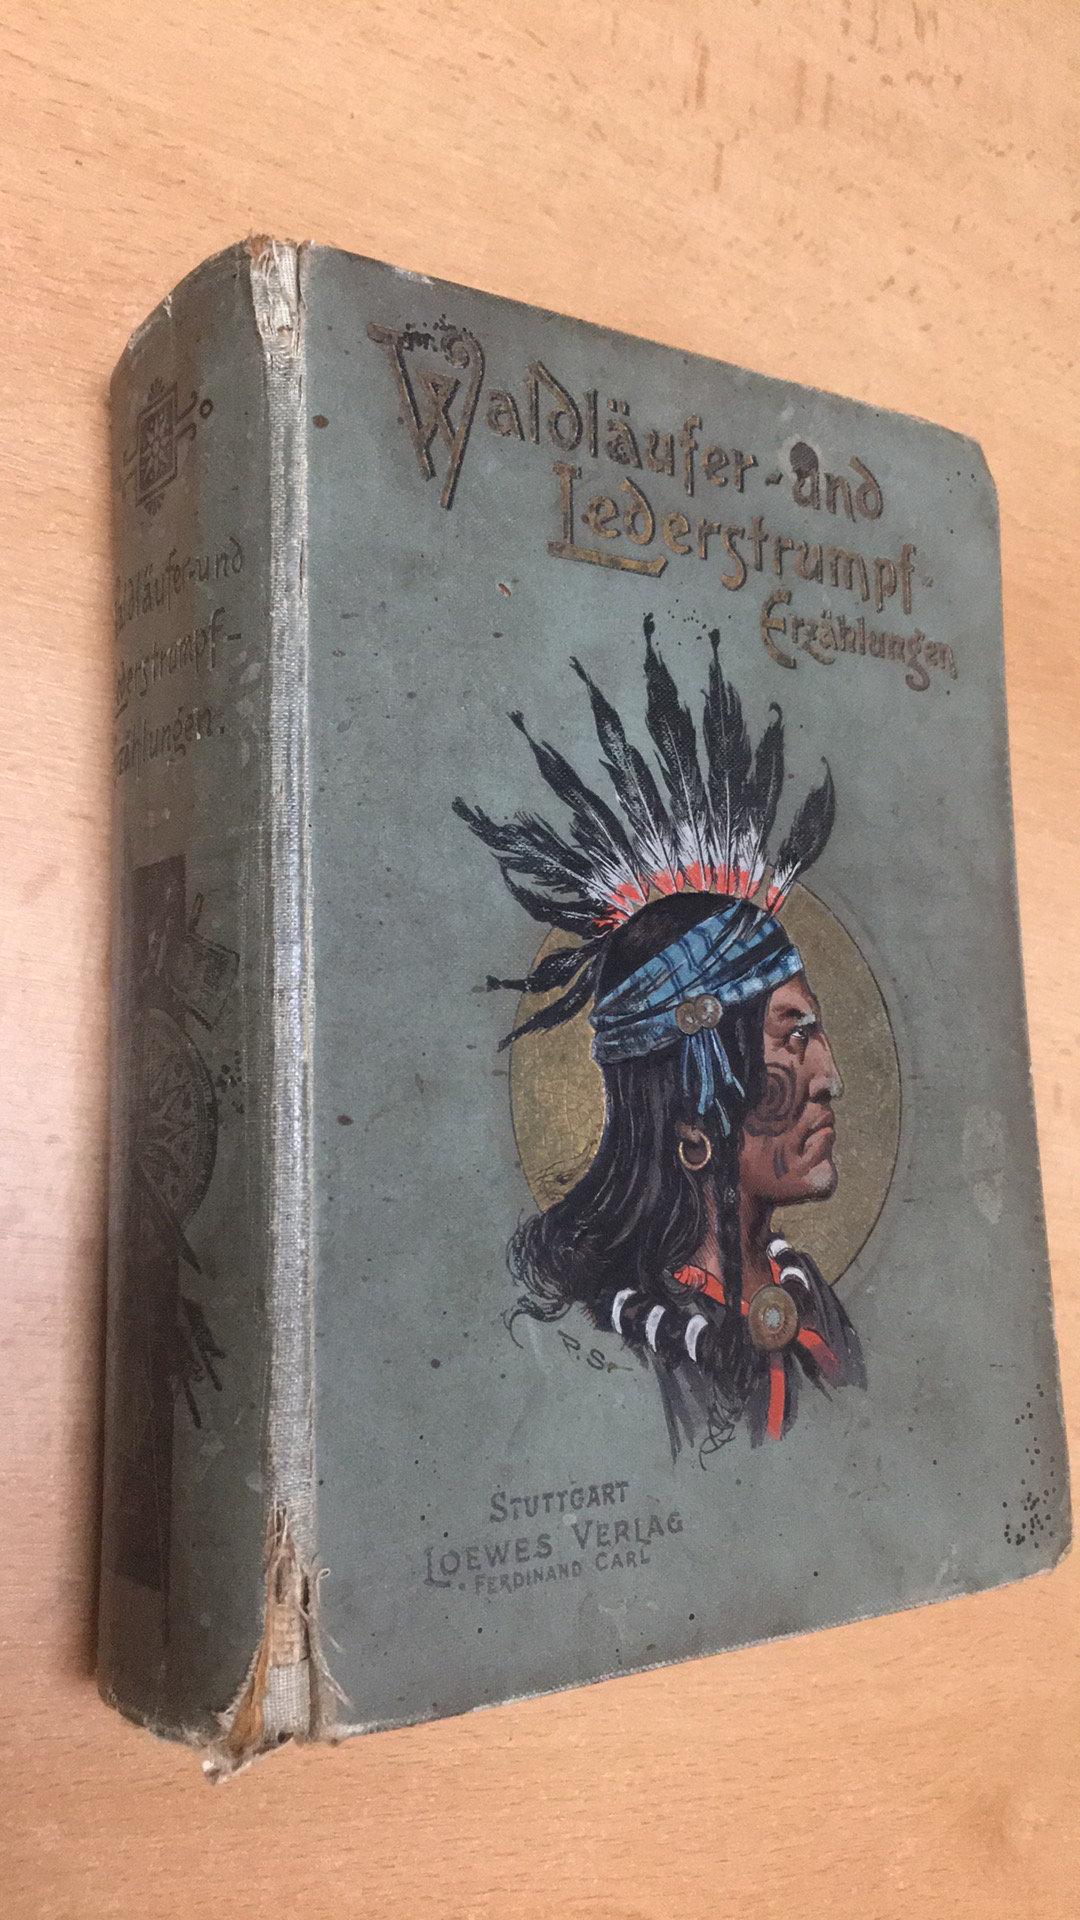 Waldläufer-und
Lederstrumpf-
Erzählungen
R.S.
STUTTGART
LOEWES VERLAG
FERDINAND CARL
Waldläufer-und
Lederstrumpf-
Erzählungen.